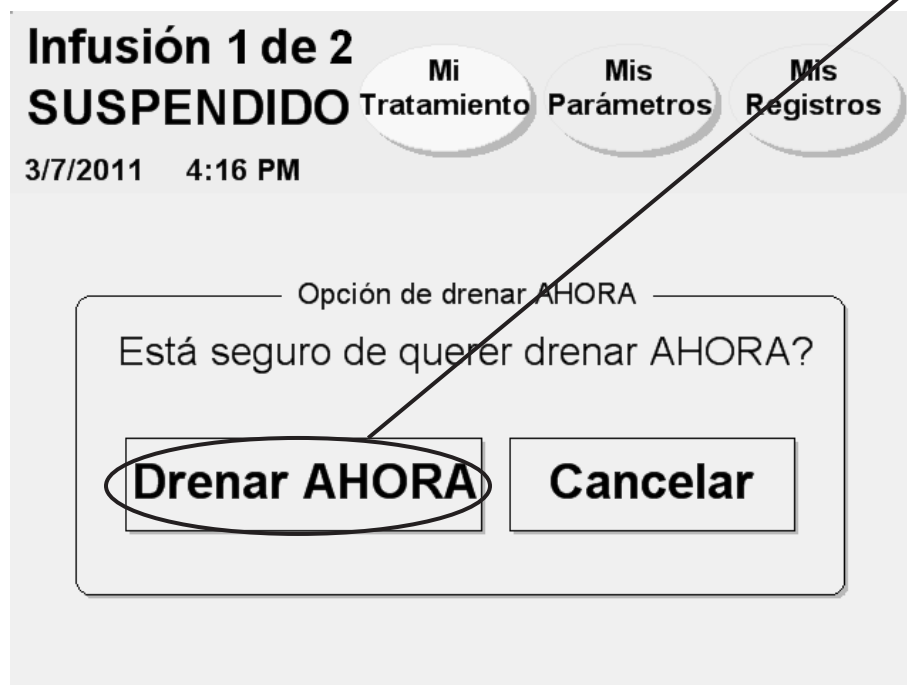 Infusión 1 de 2
SUSPENDIDO
3/7/2011 4:16 PM
Mi
Tratamiento
Mis
Parámetros
Mis
Registros
Opción de drenar AHORA
Está seguro de querer drenar AHORA?
Drenar AHORA
Cancelar